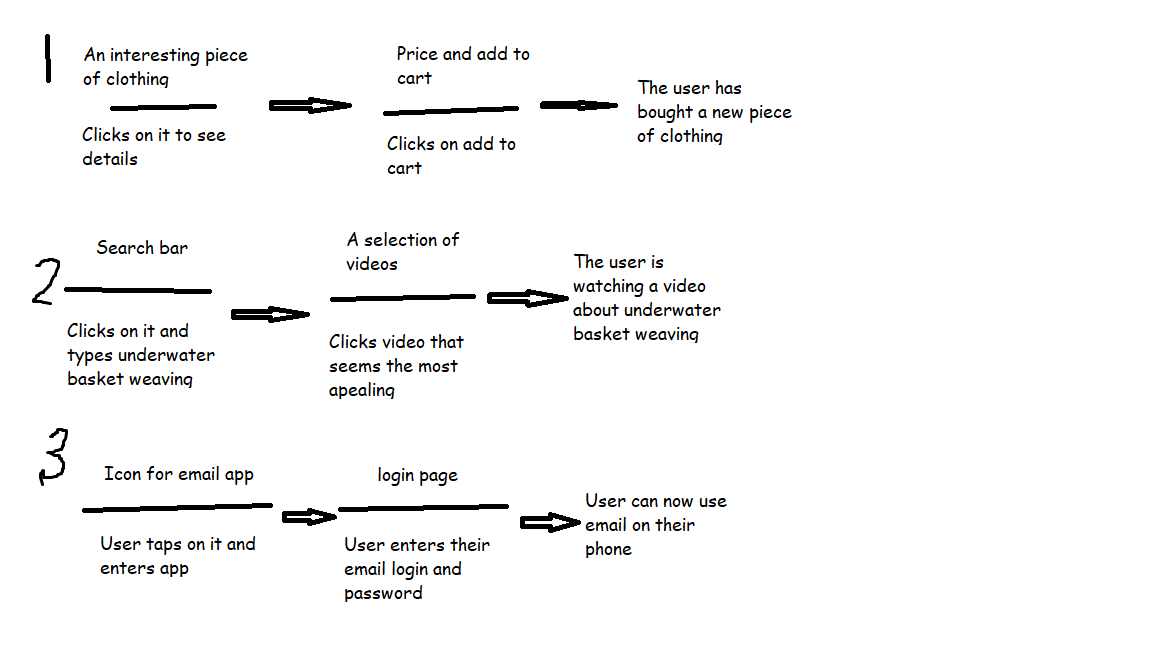 1
An interesting piece
of clothing
Clicks on it to see
details
Price and add to
cart
Clicks on add to
cart
The user has
bought a new piece
of clothing
2
Search bar
Clicks on it and
types underwater
basket weaving
A selection of
videos
Clicks video that
seems the most
apealing
The user is
watching a video
about underwater
basket weaving
3
Icon for email app
User taps on it and
enters app
login page
User enters their
email login and
password
User can now use
email on their
phone